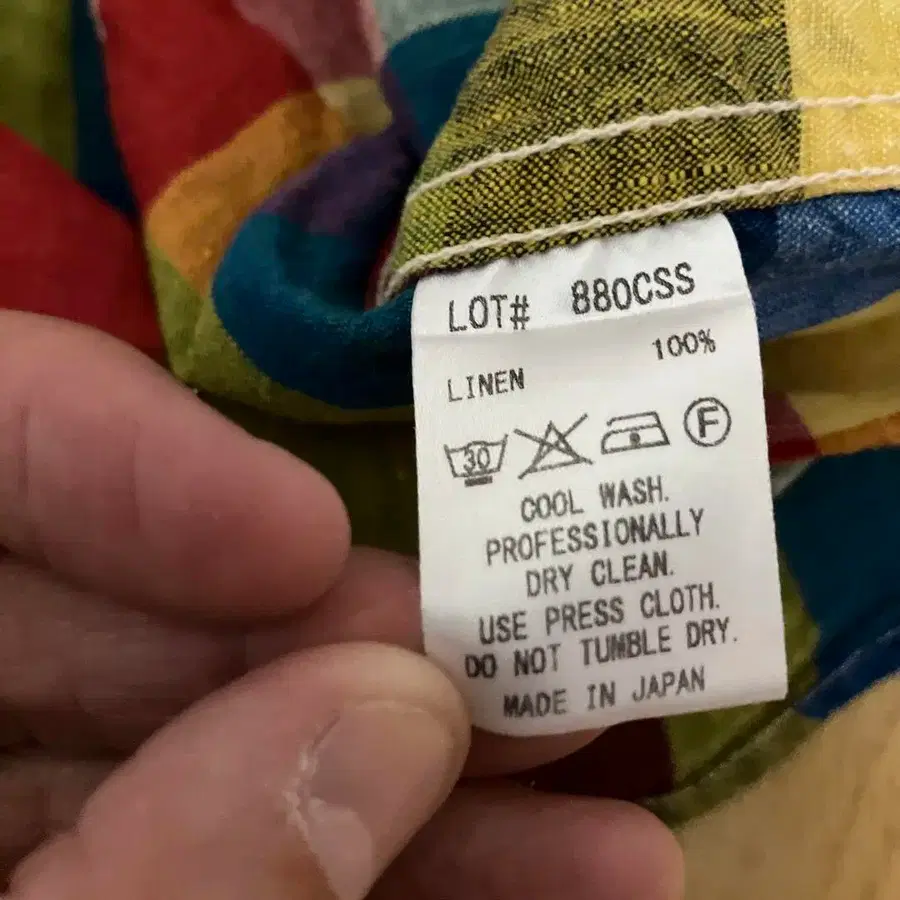 LOT# 880CSS
100%
LINEN
30 F
COOL WASH.
PROFESSIONALLY
DRY CLEAN.
USE PRESS CLOTH.
DO NOT TUMBLE DRY.
MADE IN JAPAN